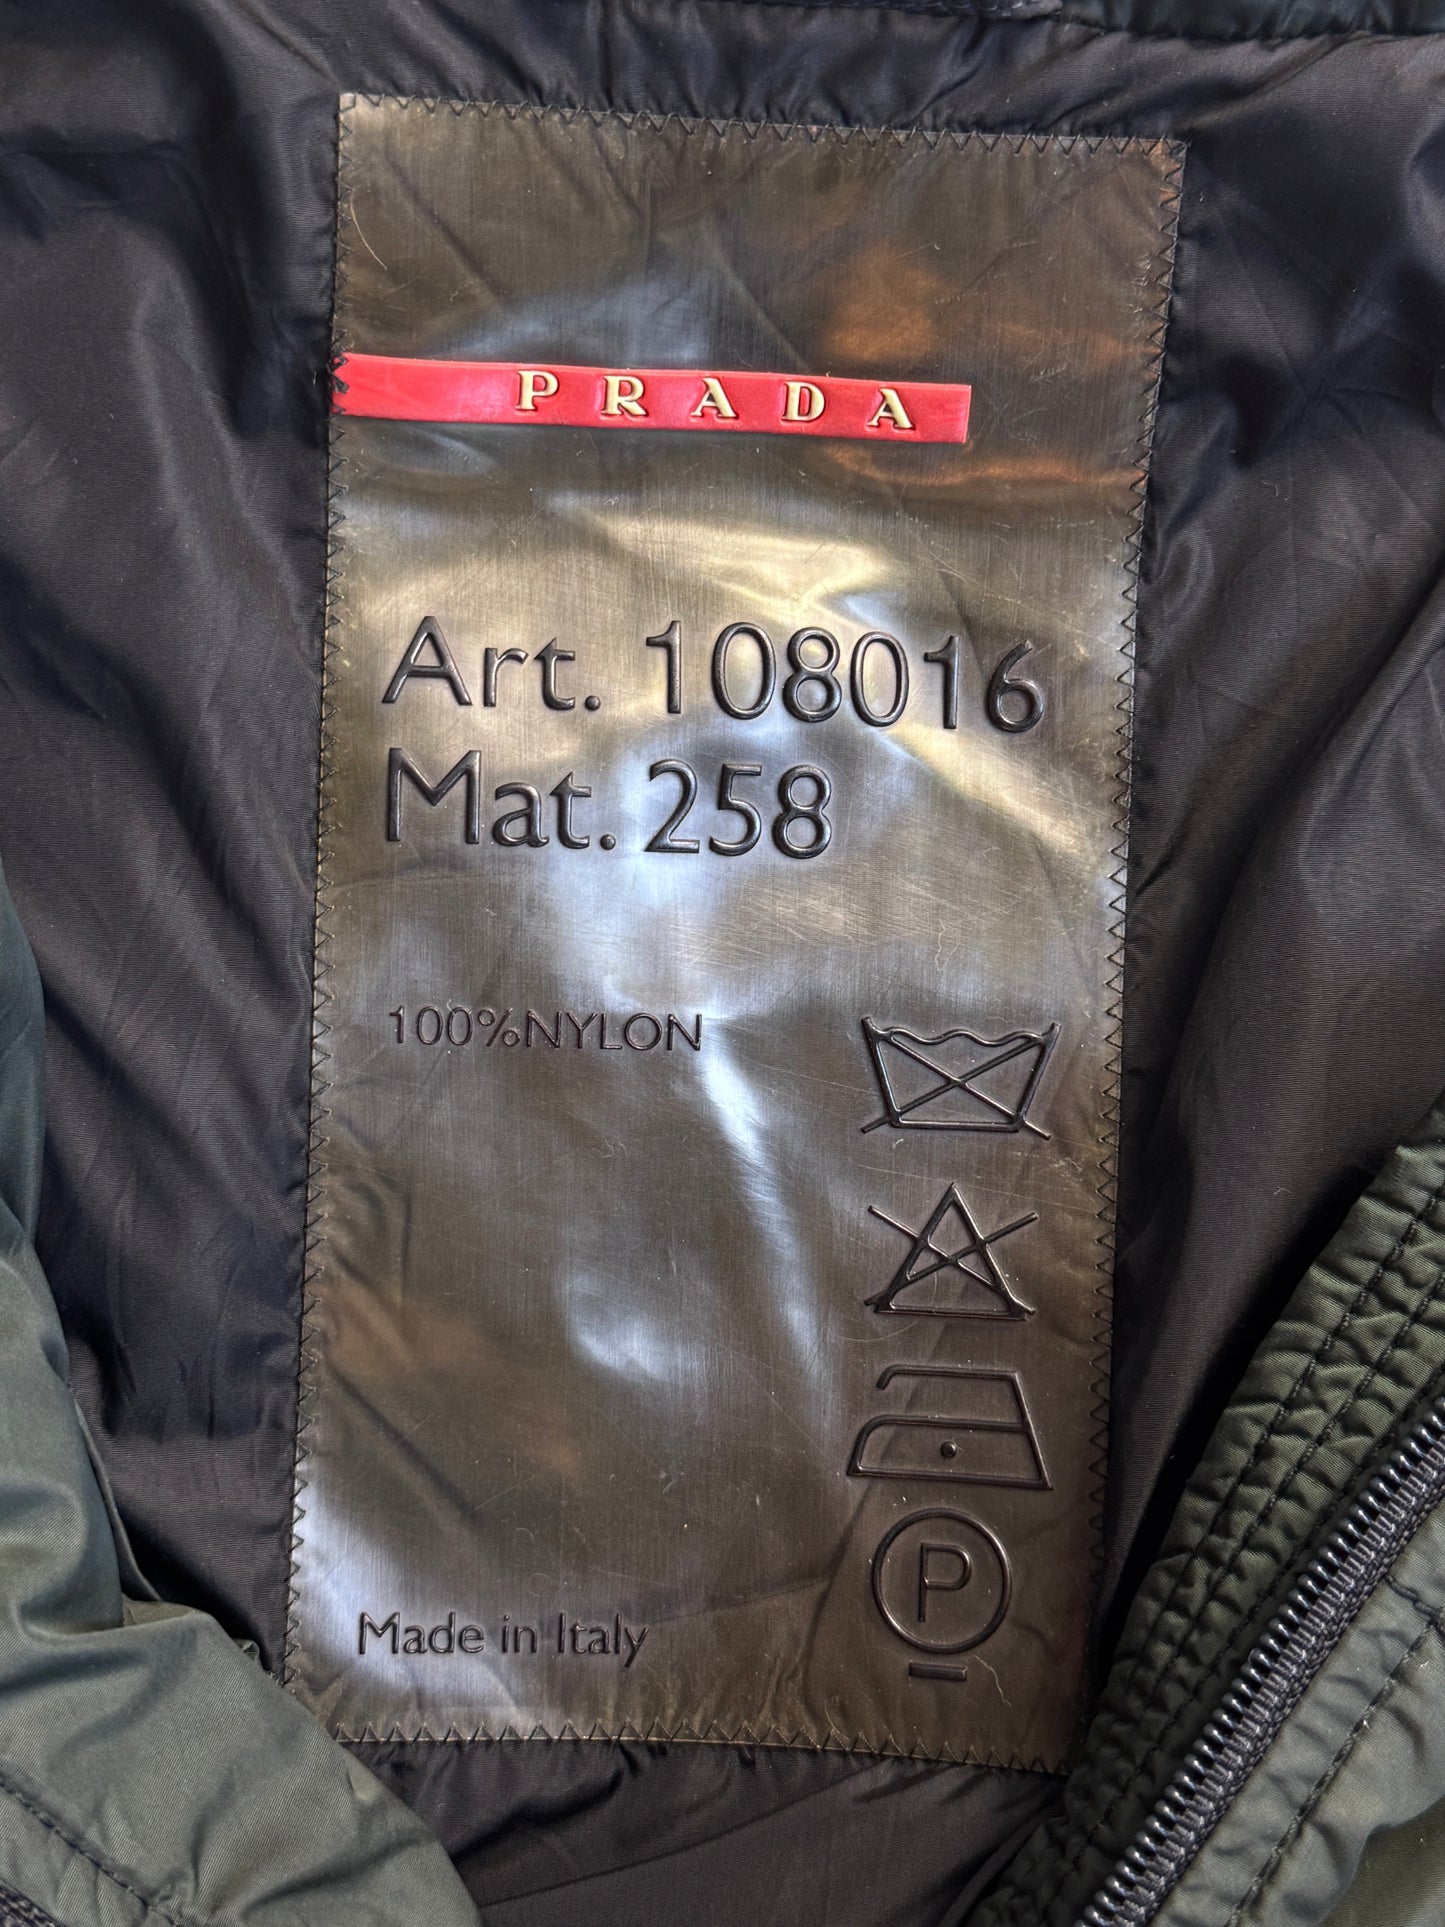 PRADA
Art. 108016
Mat. 258
100%NYLON
P
Made in Italy